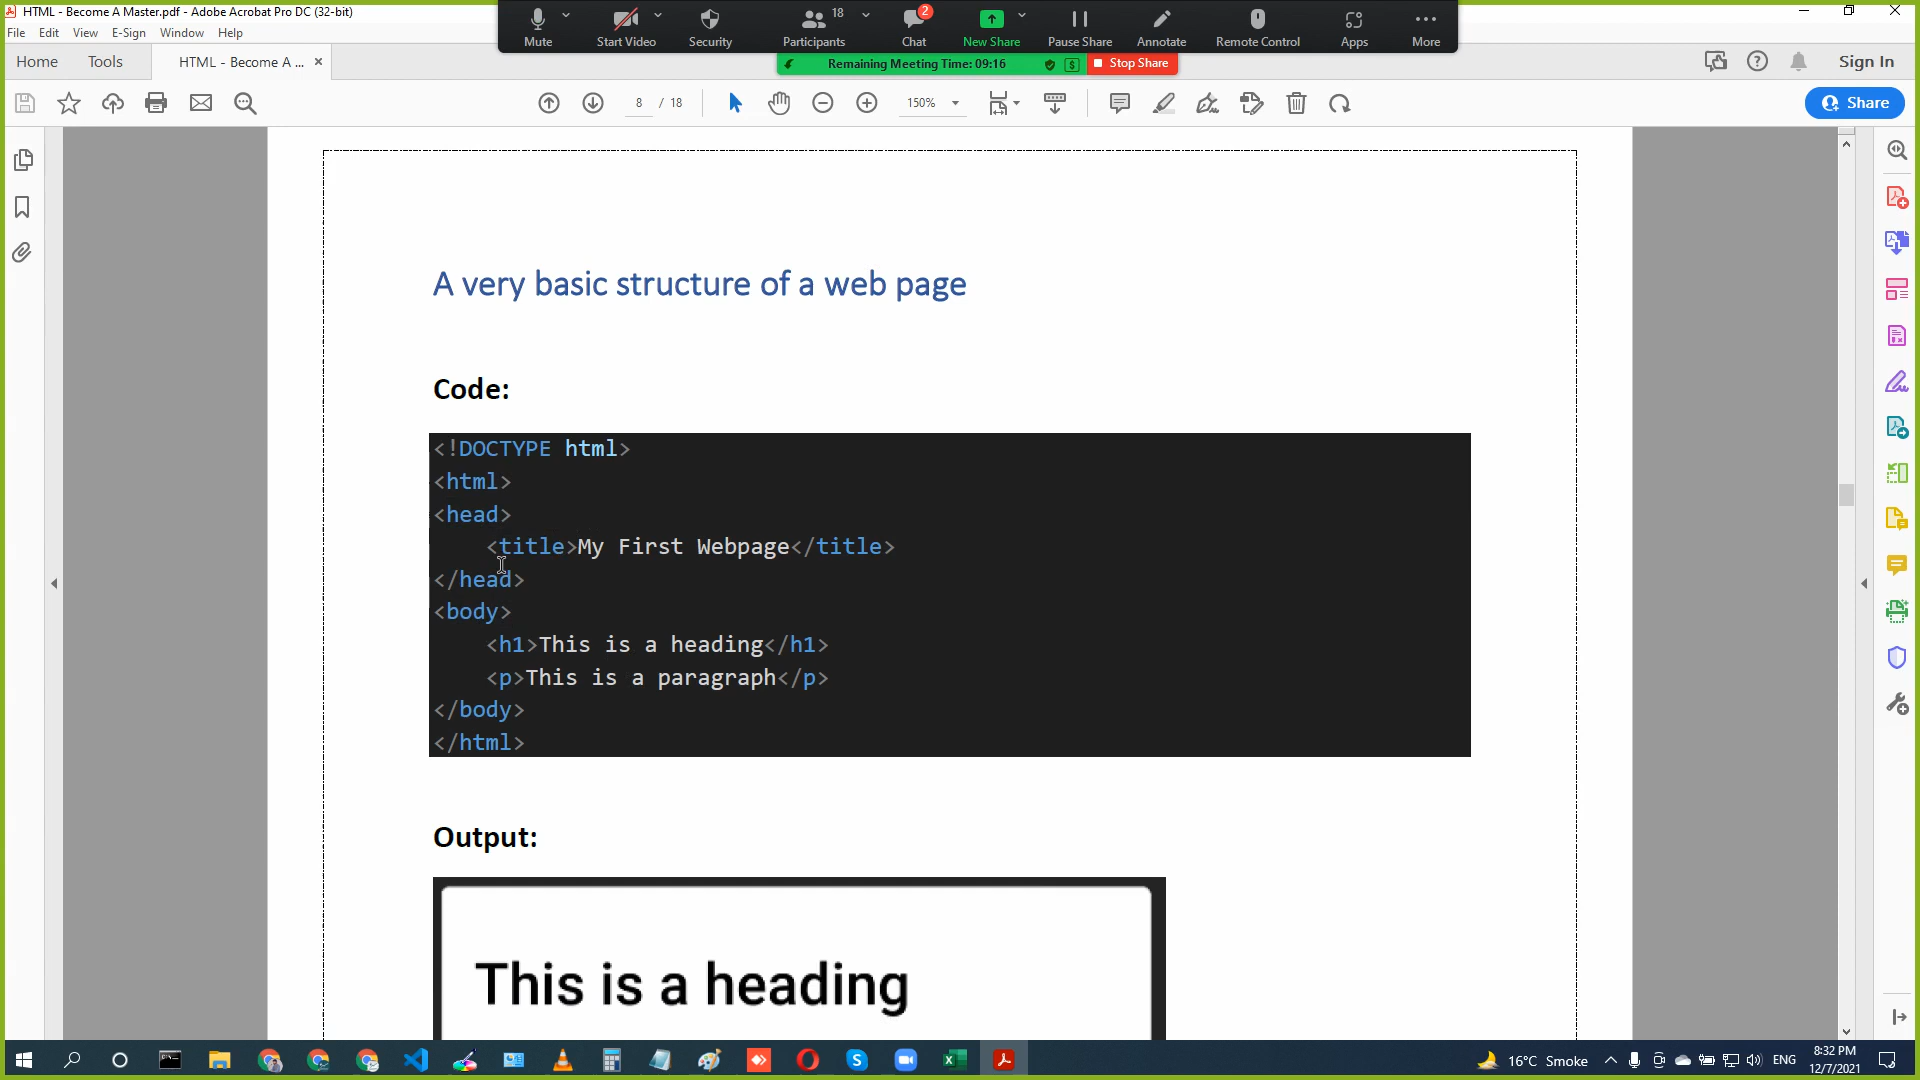 HTML - Become A Master.pdf - Adobe Acrobat Pro DC (32-bit)
File Edit View E-Sign Window Help
Mute Start Video Security Participants 18 Chat 2 New Share Pause Share Annotate Remote Control Apps More
Remaining Meeting Time: 09:16 $ Stop Share
Home Tools HTML - Become A ... × Sign In
8 / 18 150% Share
A very basic structure of a web page
Code:
<!DOCTYPE html>
<html>
<head>
    <title>My First Webpage</title>
</head>
<body>
    <h1>This is a heading</h1>
    <p>This is a paragraph</p>
</body>
</html>
Output:
This is a heading
16°C Smoke ENG 8:32 PM
12/7/2021